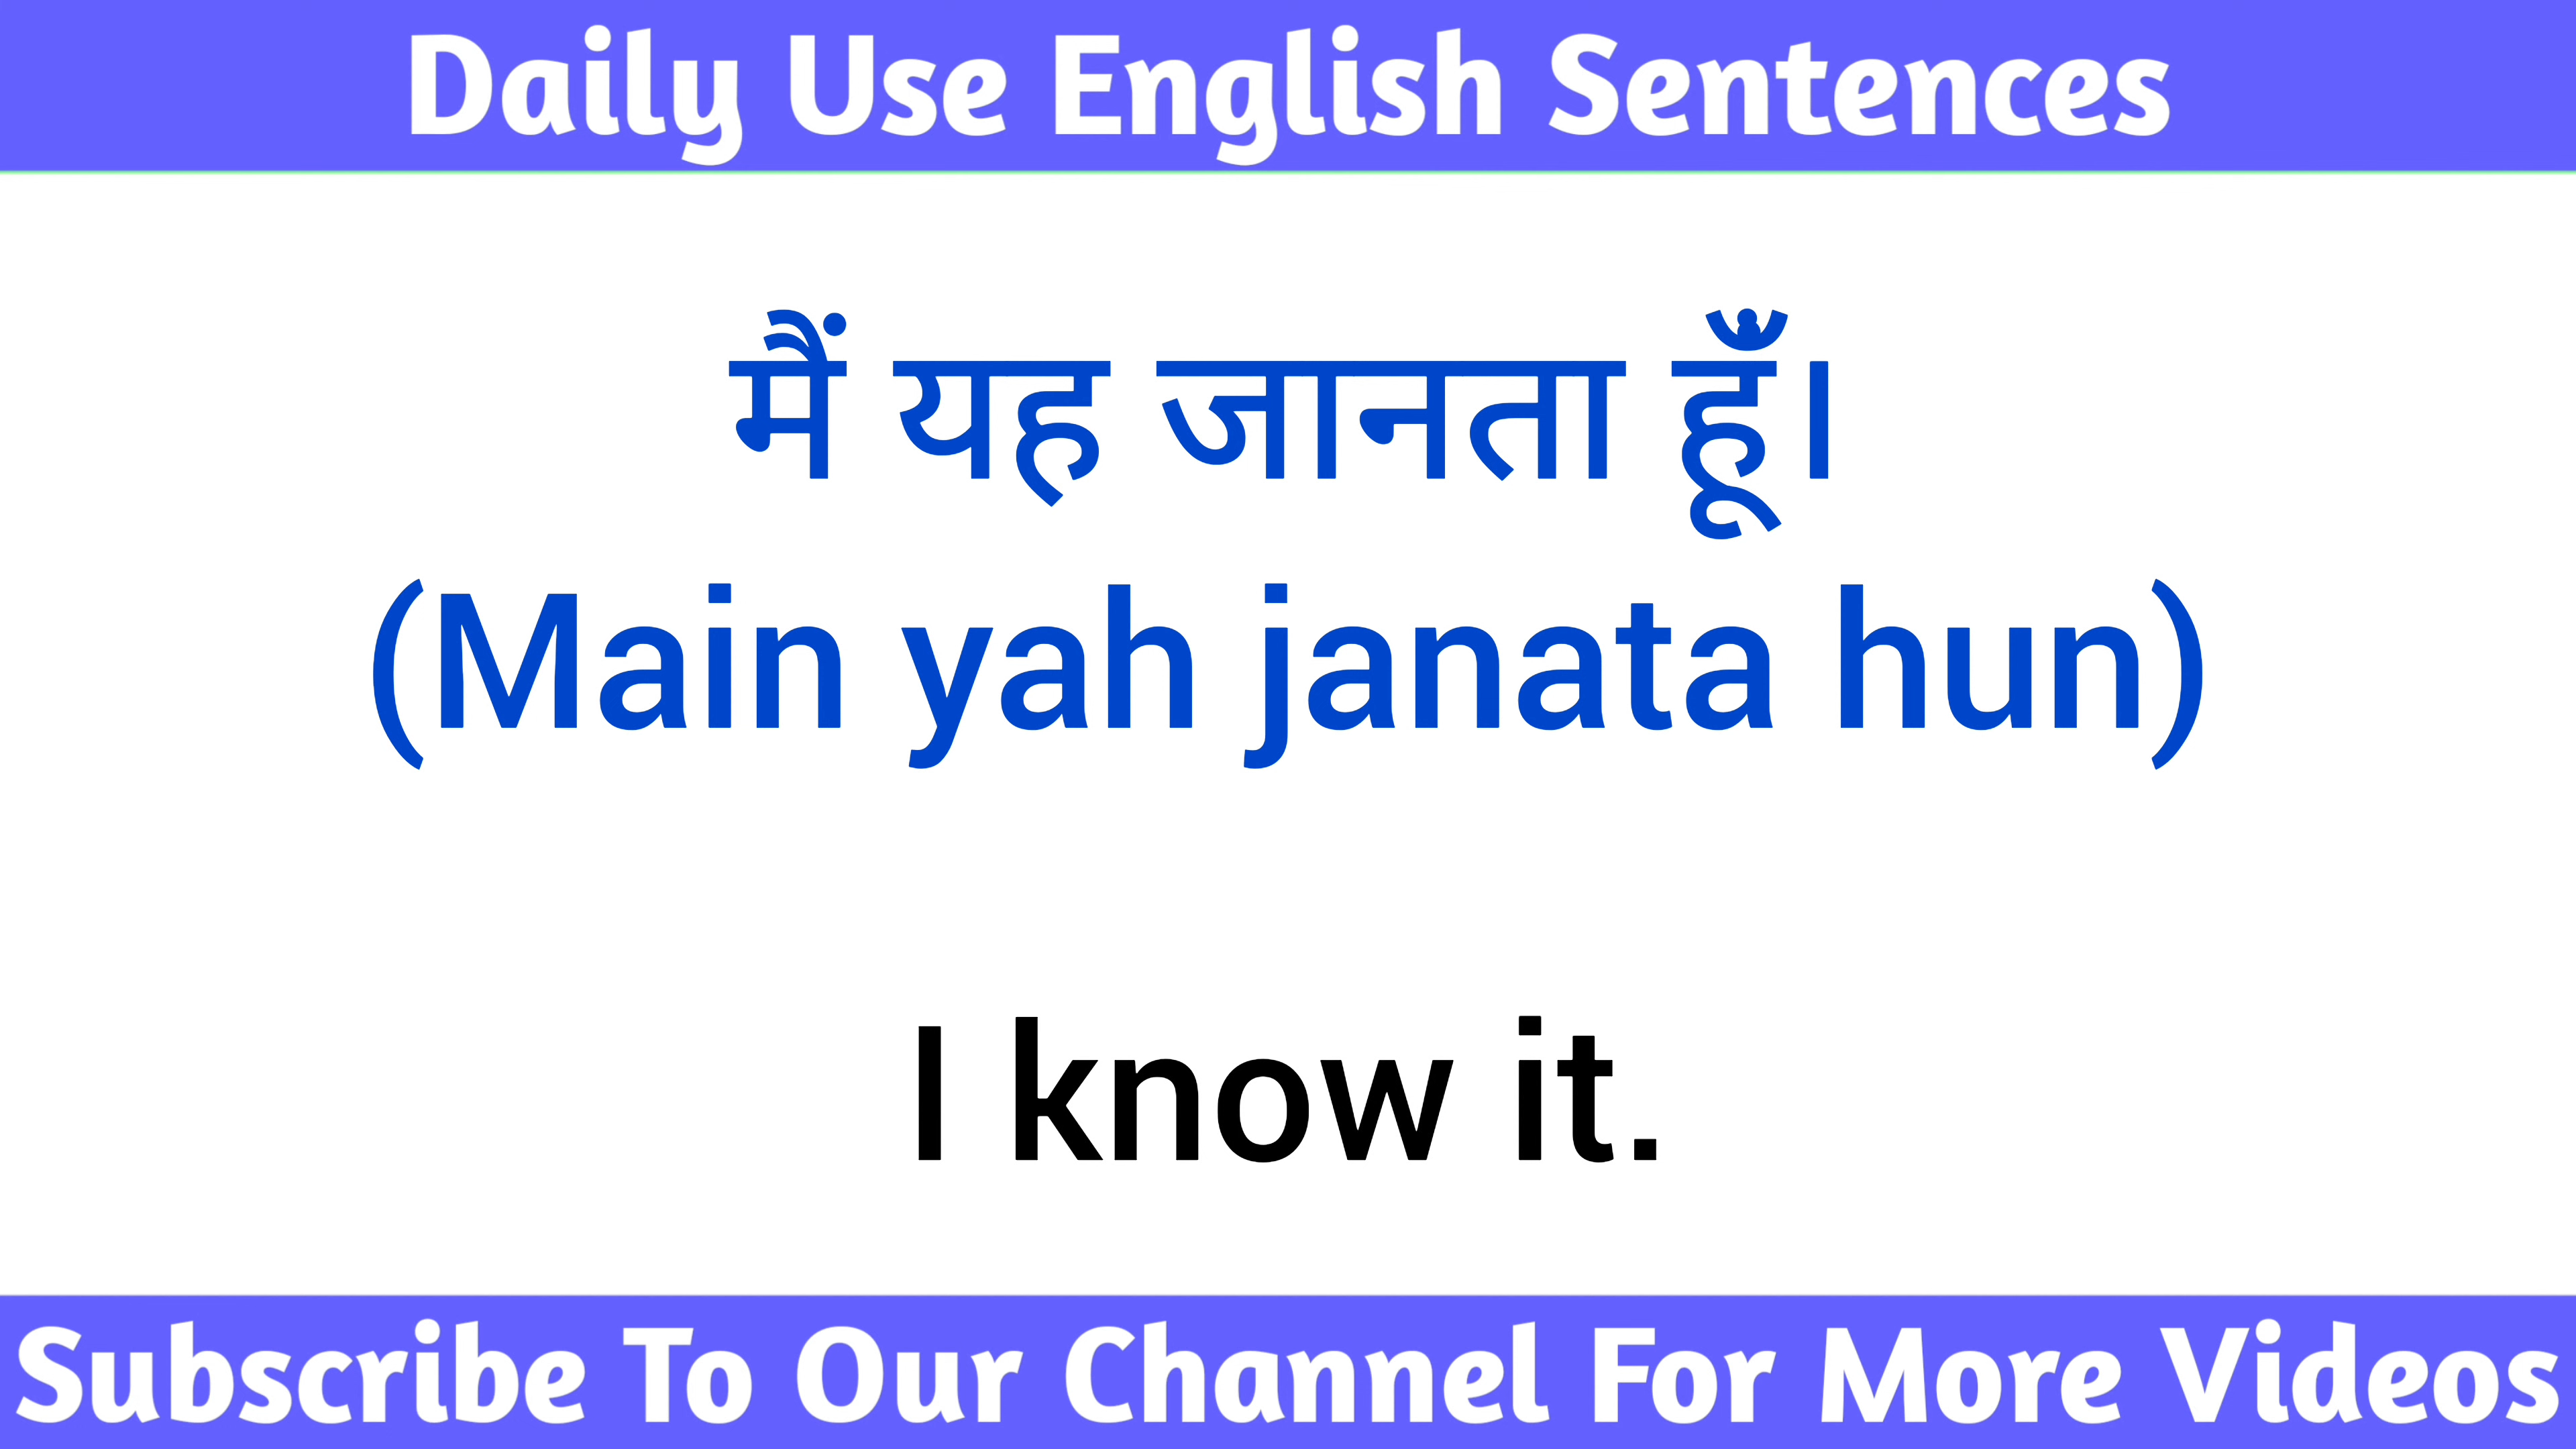 Daily Use English Sentences
मैं यह जानता हूँ।
(Main yah janata hun)
I know it.
Subscribe To Our Channel For More Videos